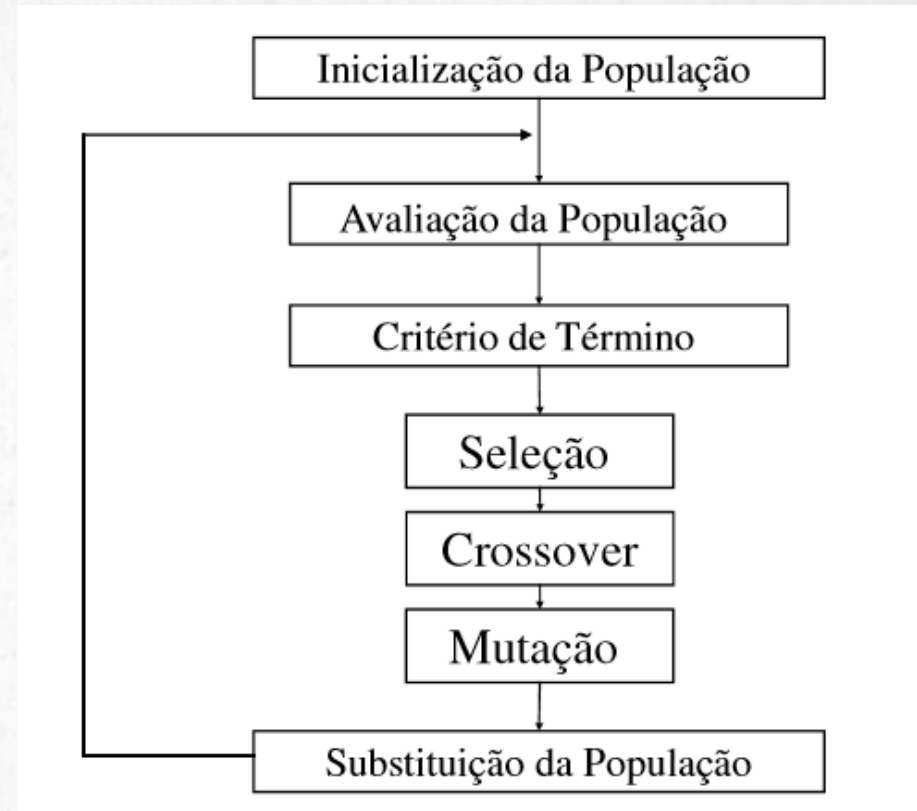 Inicialização da População
Avaliação da População
Critério de Término
Seleção
Crossover
Mutação
Substituição da População